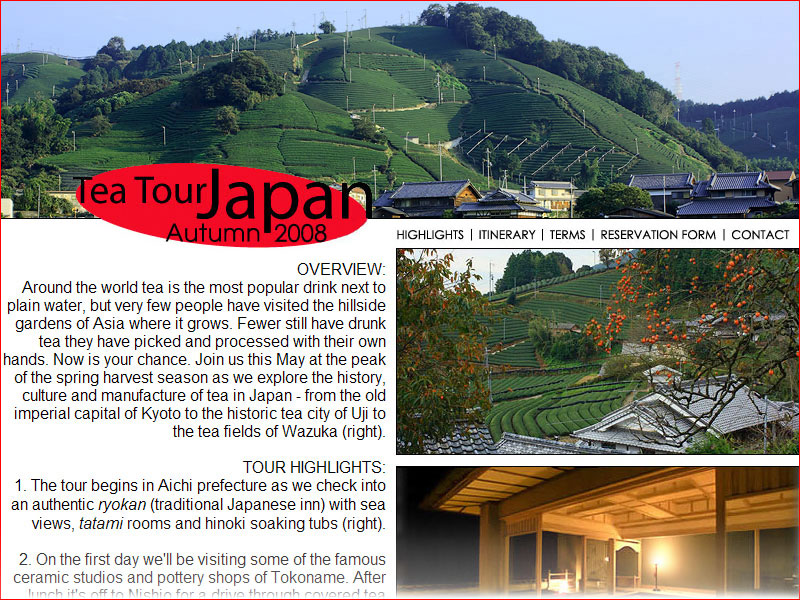 Tea Tour Japan
Autumn 2008
HIGHLIGHTS | ITINERARY | TERMS | RESERVATION FORM | CONTACT
OVERVIEW:
Around the world tea is the most popular drink next to
plain water, but very few people have visited the hillside
gardens of Asia where it grows. Fewer still have drunk
tea they have picked and processed with their own
hands. Now is your chance. Join us this May at the peak
of the spring harvest season as we explore the history,
culture and manufacture of tea in Japan - from the old
imperial capital of Kyoto to the historic tea city of Uji to
the tea fields of Wazuka (right).
TOUR HIGHLIGHTS:
1. The tour begins in Aichi prefecture as we check into
an authentic ryokan (traditional Japanese inn) with sea
views, tatami rooms and hinoki soaking tubs (right).
2. On the first day we'll be visiting some of the famous
ceramic studios and pottery shops of Tokoname. After
lunch it's off to Nishio for a drive through covered tea